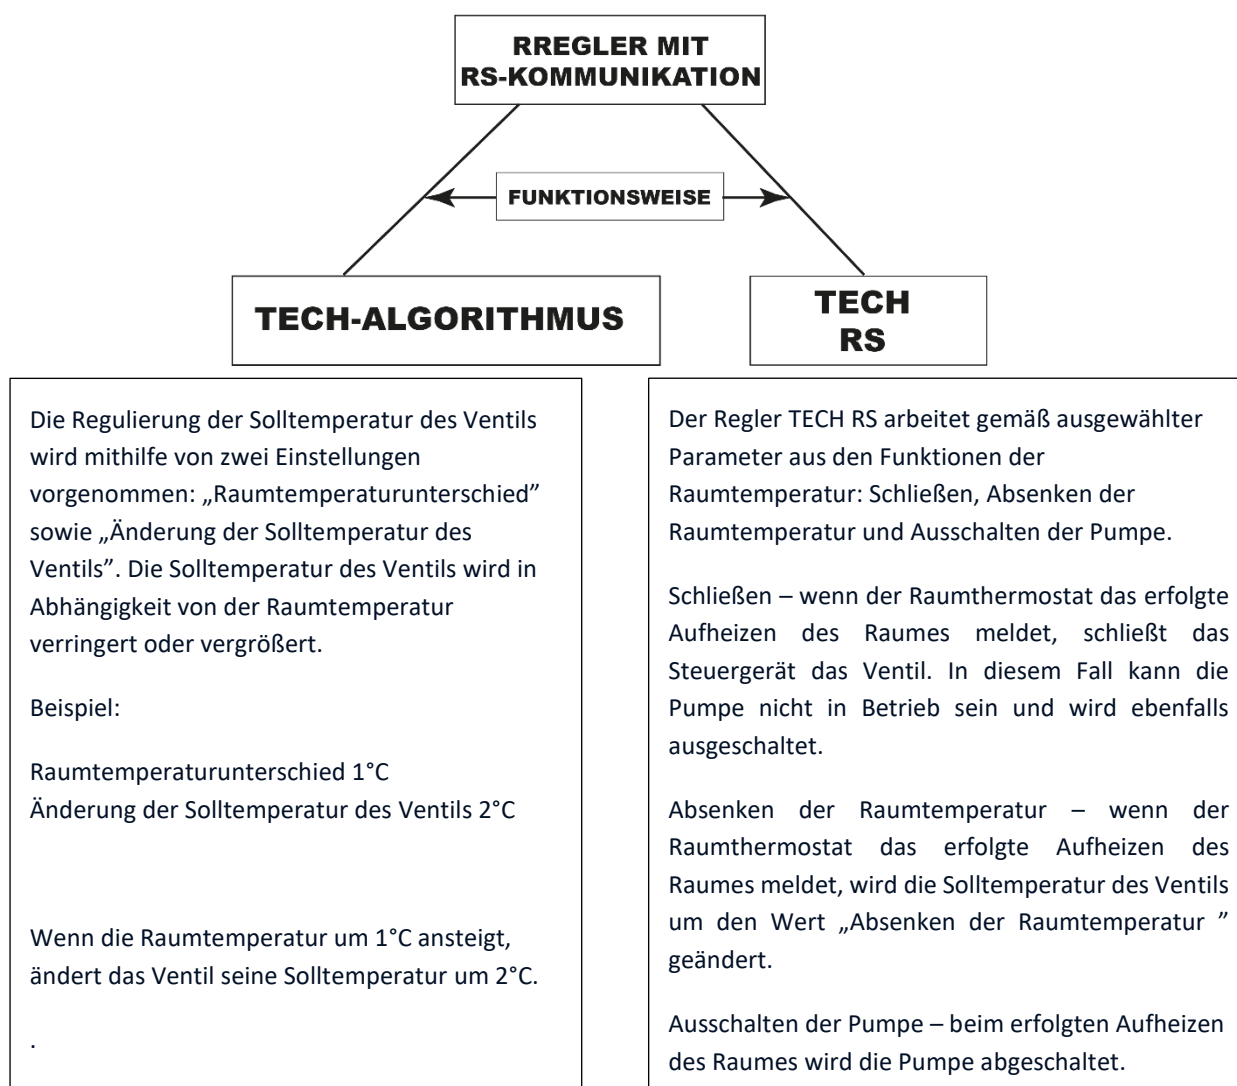 RREGLER MIT
RS-KOMMUNIKATION
FUNKTIONSWEISE
TECH-ALGORITHMUS
TECH
RS
Die Regulierung der Solltemperatur des Ventils
wird mithilfe von zwei Einstellungen
vorgenommen: „Raumtemperaturunterschied”
sowie „Änderung der Solltemperatur des
Ventils”. Die Solltemperatur des Ventils wird in
Abhängigkeit von der Raumtemperatur
verringert oder vergrößert.
Beispiel:
Raumtemperaturunterschied 1°C
Änderung der Solltemperatur des Ventils 2°C
Wenn die Raumtemperatur um 1°C ansteigt,
ändert das Ventil seine Solltemperatur um 2°C.
.
Der Regler TECH RS arbeitet gemäß ausgewählter
Parameter aus den Funktionen der
Raumtemperatur: Schließen, Absenken der
Raumtemperatur und Ausschalten der Pumpe.
Schließen – wenn der Raumthermostat das erfolgte
Aufheizen des Raumes meldet, schließt das
Steuergerät das Ventil. In diesem Fall kann die
Pumpe nicht in Betrieb sein und wird ebenfalls
ausgeschaltet.
Absenken der Raumtemperatur – wenn der
Raumthermostat das erfolgte Aufheizen des
Raumes meldet, wird die Solltemperatur des Ventils
um den Wert „Absenken der Raumtemperatur ”
geändert.
Ausschalten der Pumpe – beim erfolgten Aufheizen
des Raumes wird die Pumpe abgeschaltet.